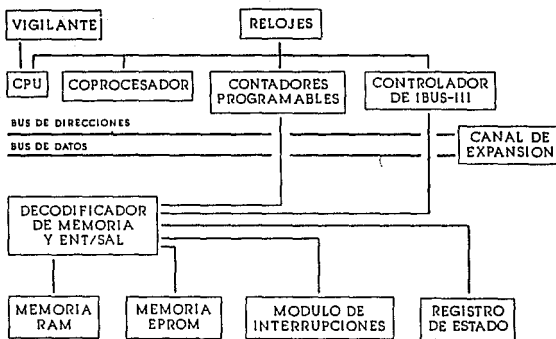 VIGILANTE
RELOJES
CPU
COPROCESADOR
CONTADORES
PROGRAMABLES
CONTROLADOR
DE IBUS-III
BUS DE DIRECCIONES
BUS DE DATOS
CANAL DE
EXPANSION
DECODIFICADOR
DE MEMORIA
Y ENT/SAL
MEMORIA
RAM
MEMORIA
EPROM
MODULO DE
INTERRUPCIONES
REGISTRO
DE ESTADO